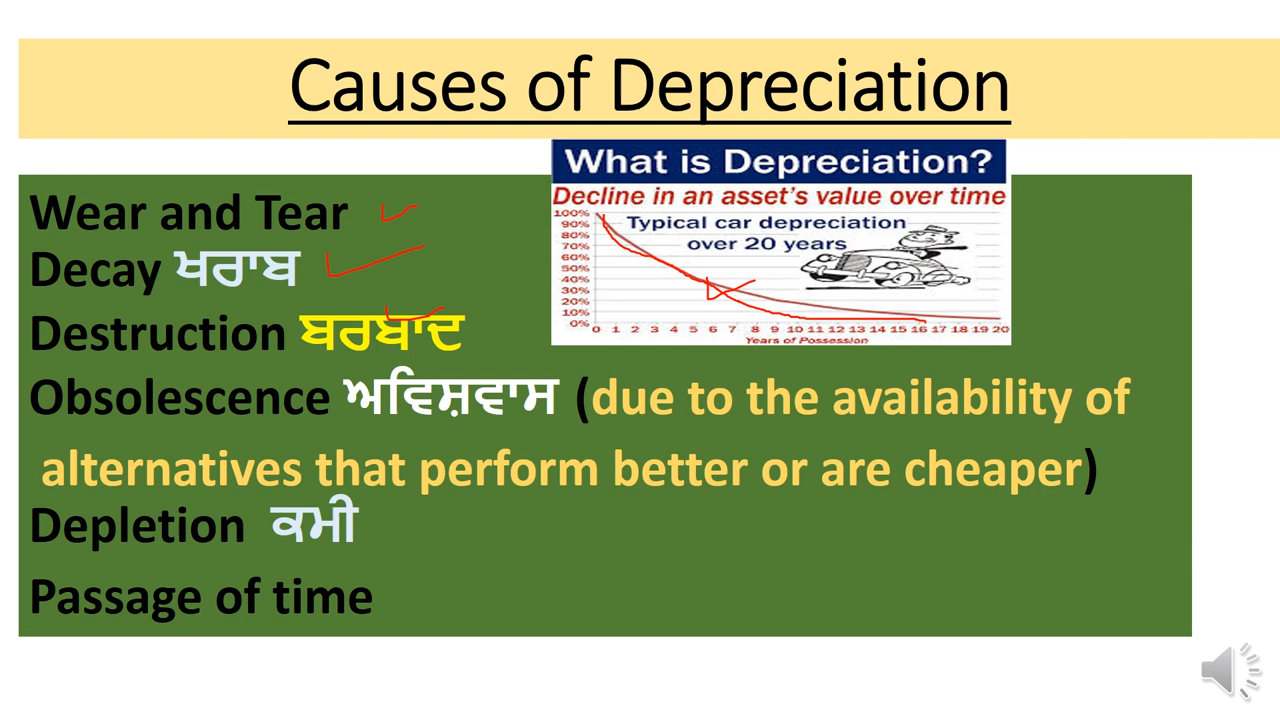 Causes of Depreciation
What is Depreciation?
Decline in an asset's value over time
Typical car depreciation
over 20 years
100%
90%
80%
70%
60%
50%
40%
30%
20%
10%
0%
0 1 2 3 4 5 6 7 8 9 10 11 12 13 14 15 16 17 18 19 20
Years of Possession
Wear and Tear
Decay ਖਰਾਬ
Destruction ਬਰਬਾਦ
Obsolescence ਅਵਿਸ਼ਵਾਸ (due to the availability of
alternatives that perform better or are cheaper)
Depletion ਕਮੀ
Passage of time